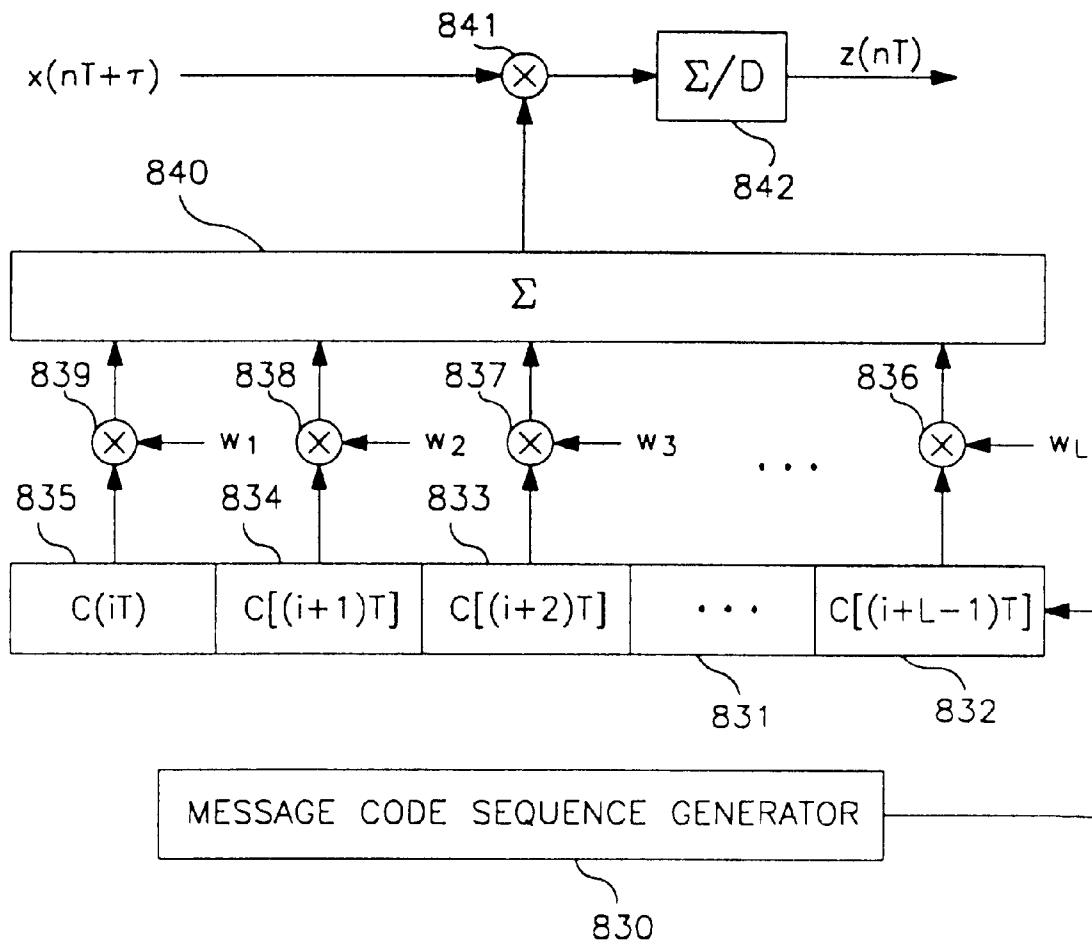 841
x(nT+τ)
Σ/D
z(nT)
842
840
Σ
839
838
837
836
w1
w2
w3
• • •
wL
835
834
833
C(iT)
C[(i+1)T]
C[(i+2)T]
• • •
C[(i+L-1)T]
831
832
MESSAGE CODE SEQUENCE GENERATOR
830